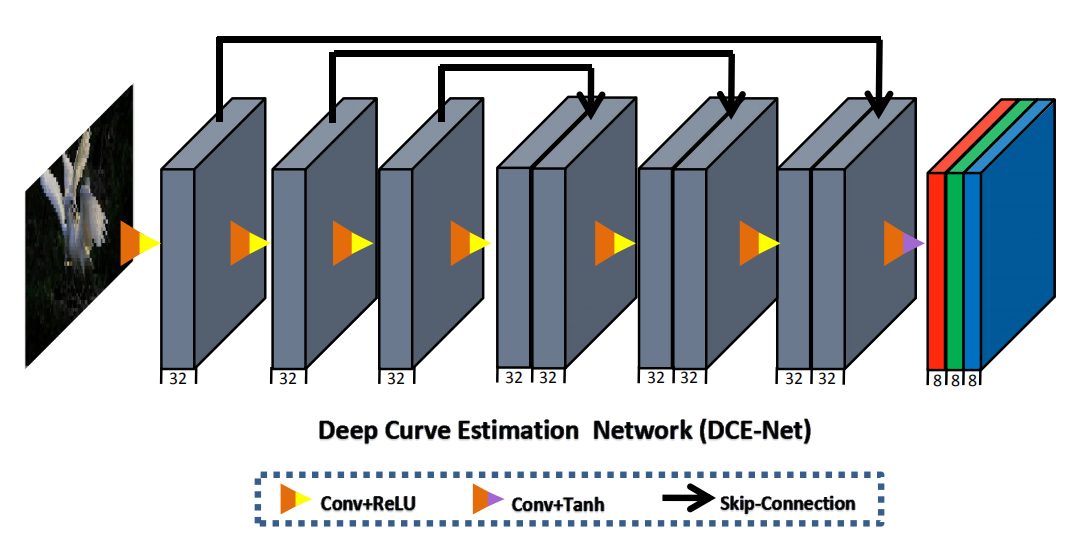 32 32 32 32 32 32 32 32 32 8 8 8
Deep Curve Estimation Network (DCE-Net)
Conv+ReLU Conv+Tanh Skip-Connection